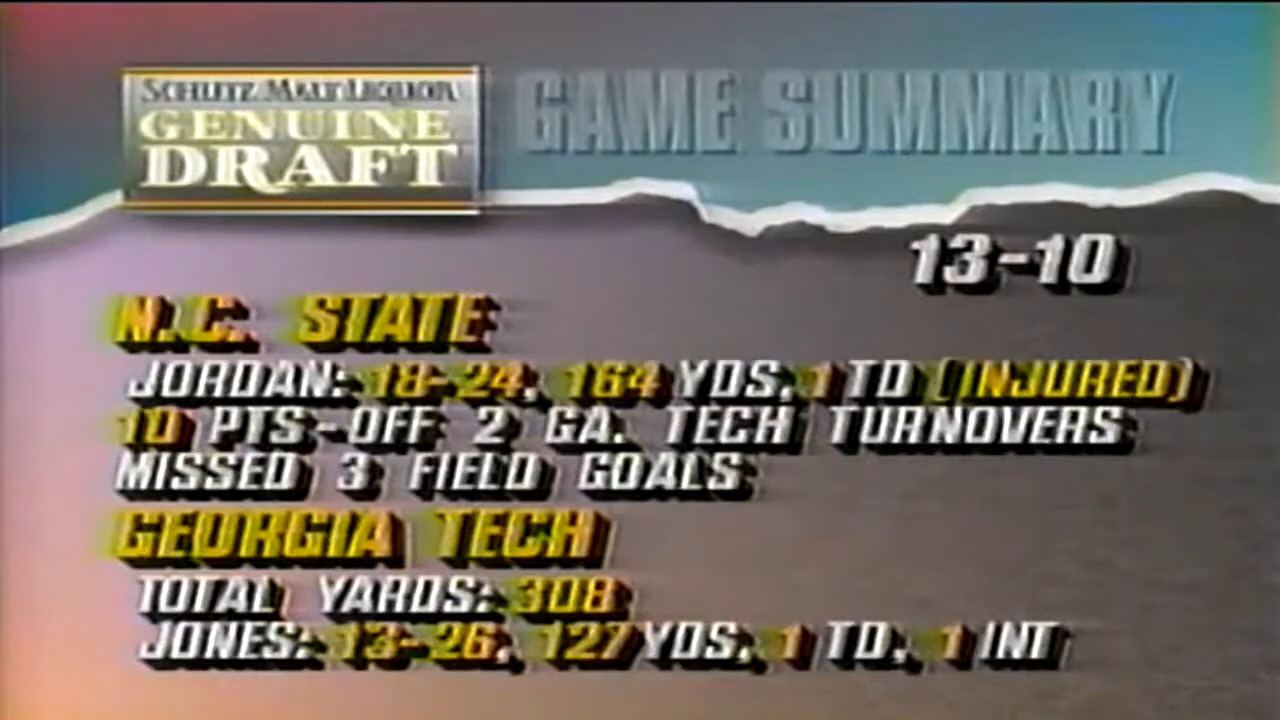 SCHLITZ MALT LIQUOR
GENUINE
DRAFT
GAME SUMMARY
13-10
N.C. STATE
JORDAN: 18-24, 164 YDS, 1 TD (INJURED)
10 PTS-OFF 2 GA. TECH TURNOVERS
MISSED 3 FIELD GOALS
GEORGIA TECH
TOTAL YARDS: 308
JONES: 13-26, 127 YDS, 1 TD, 1 INT